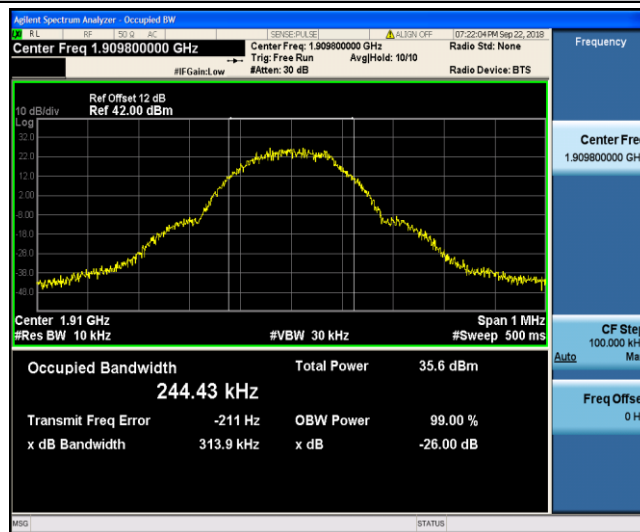 Agilent Spectrum Analyzer - Occupied BW
RL RF 50 Ω AC SENSE:PULSE ALIGN OFF 07:22:04 PM Sep 22, 2018
Center Freq 1.909800000 GHz
Center Freq: 1.909800000 GHz
Radio Std: None
Trig: Free Run Avg|Hold: 10/10
#IFGain:Low #Atten: 30 dB Radio Device: BTS
Ref Offset 12 dB
10 dB/div Ref 42.00 dBm
Log
32.0
22.0
12.0
2.00
-8.00
-18.0
-28.0
-38.0
-48.0
Center 1.91 GHz Span 1 MHz
#Res BW 10 kHz #VBW 30 kHz #Sweep 500 ms
Occupied Bandwidth Total Power 35.6 dBm
244.43 kHz
Transmit Freq Error -211 Hz OBW Power 99.00 %
x dB Bandwidth 313.9 kHz x dB -26.00 dB
MSG STATUS
Frequency
Center Fre
1.909800000 GH
CF Step
100.000 kH
Auto Ma
Freq Offse
0 H